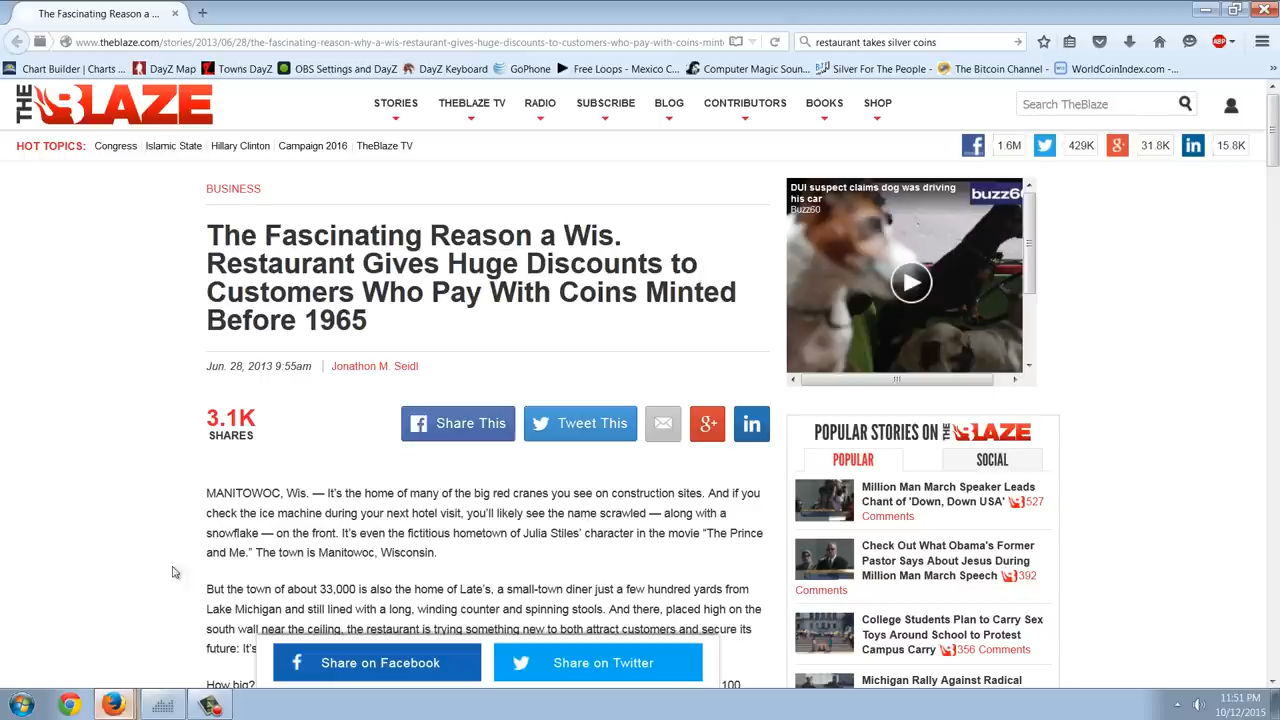 The Fascinating Reason a ...
www.theblaze.com/stories/2013/06/28/the-fascinating-reason-why-a-wis-restaurant-gives-huge-discounts-to-customers-who-pay-with-coins-mint
restaurant takes silver coins
ABP
Chart Builder | Charts ...
DayZ Map
Towns DayZ
OBS Settings and DayZ
DayZ Keyboard
GoPhone
Free Loops - Mexico C...
Computer Magic Soun...
Silver For The People - ...
The Bitcoin Channel - ...
WorldCoinIndex.com - ...
THE BLAZE
STORIES
THEBLAZE TV
RADIO
SUBSCRIBE
BLOG
CONTRIBUTORS
BOOKS
SHOP
Search TheBlaze
HOT TOPICS:
Congress
Islamic State
Hillary Clinton
Campaign 2016
TheBlaze TV
1.6M
429K
31.8K
15.8K
BUSINESS
The Fascinating Reason a Wis.
Restaurant Gives Huge Discounts to
Customers Who Pay With Coins Minted
Before 1965
Jun. 28, 2013 9:55am
Jonathon M. Seidl
3.1K
SHARES
Share This
Tweet This
MANITOWOC, Wis. — It's the home of many of the big red cranes you see on construction sites. And if you
check the ice machine during your next hotel visit, you'll likely see the name scrawled — along with a
snowflake — on the front. It's even the fictitious hometown of Julia Stiles' character in the movie "The Prince
and Me." The town is Manitowoc, Wisconsin.
But the town of about 33,000 is also the home of Late's, a small-town diner just a few hundred yards from
Lake Michigan and still lined with a long, winding counter and spinning stools. And there, placed high on the
south wall near the ceiling, the restaurant is trying something new to both attract customers and secure its
future: It's
How big?
100
Share on Facebook
Share on Twitter
DUI suspect claims dog was driving
his car
Buzz60
buzz60
POPULAR STORIES ON THE BLAZE
POPULAR
SOCIAL
Million Man March Speaker Leads
Chant of 'Down, Down USA' 527
Comments
Check Out What Obama's Former
Pastor Says About Jesus During
Million Man March Speech 392
Comments
College Students Plan to Carry Sex
Toys Around School to Protest
Campus Carry 356 Comments
Michigan Rally Against Radical
11:51 PM
10/12/2015